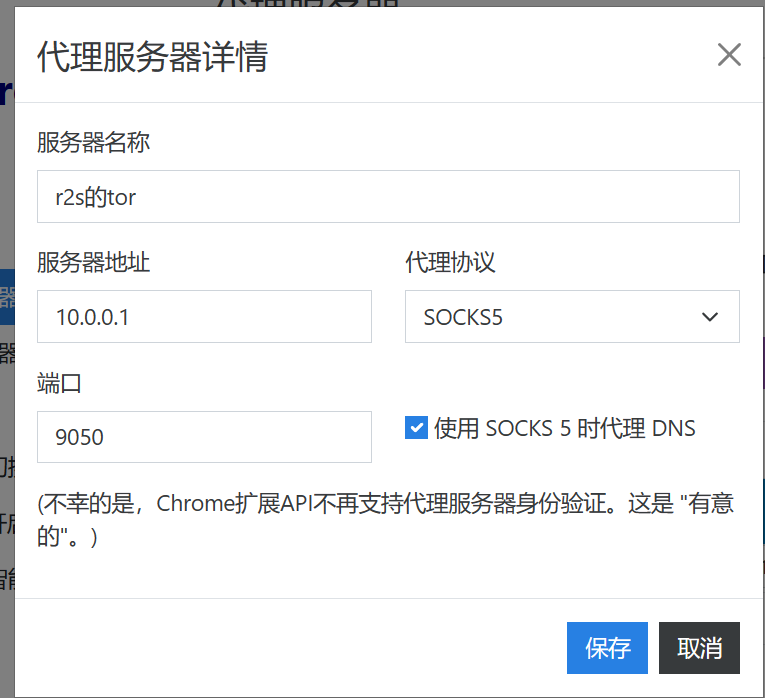 代理服务器详情
服务器名称
r2s的tor
服务器地址
代理协议
10.0.0.1
SOCKS5
端口
9050
使用 SOCKS 5 时代理 DNS
(不幸的是，Chrome扩展API不再支持代理服务器身份验证。这是 "有意
的"。)
保存
取消